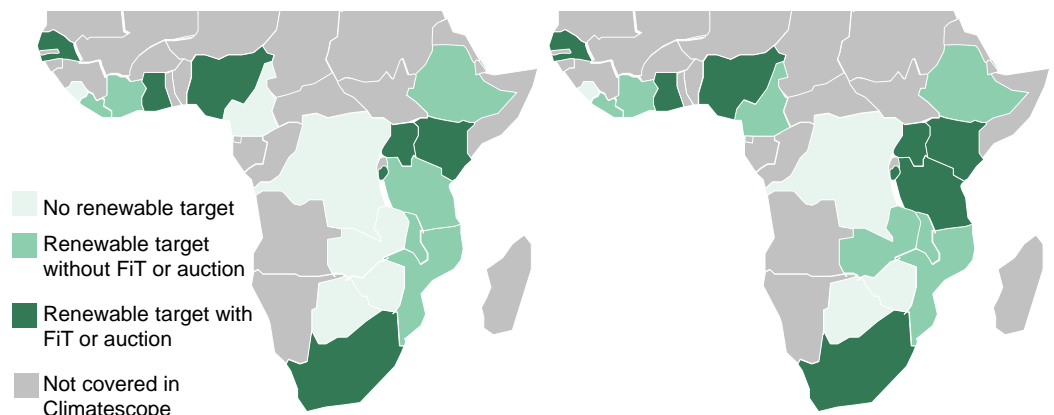 No renewable target
Renewable target
without FiT or auction
Renewable target with
FiT or auction
Not covered in
Climatescope